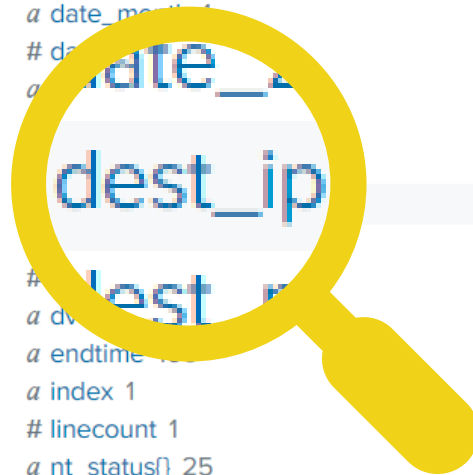 a date_month 1
# da
a date_
dest_ip
#
dest_
a dv
a endtime
a index 1
# linecount 1
a nt_status{} 25